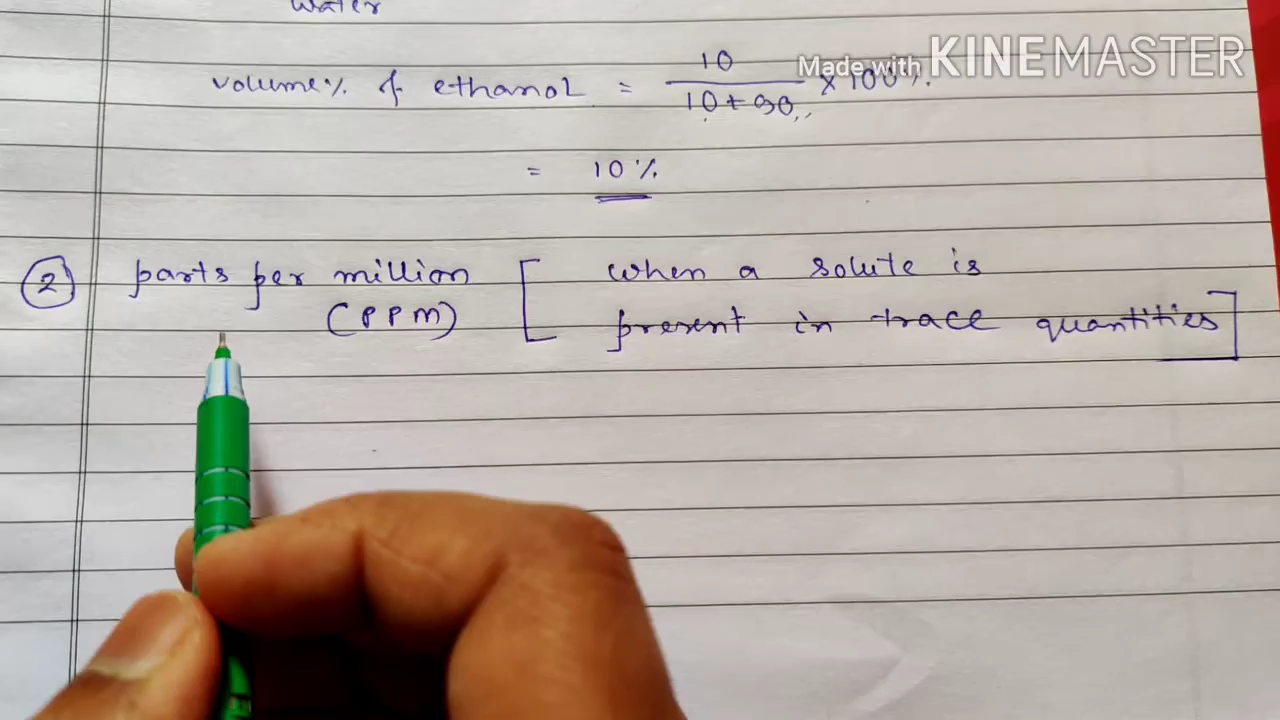 water
volume% of ethanol = 10 / 10 + 90 × 100%
Made with KINEMASTER
= 10%
② parts per million [ when a solute is
(PPM) present in trace quantities ]